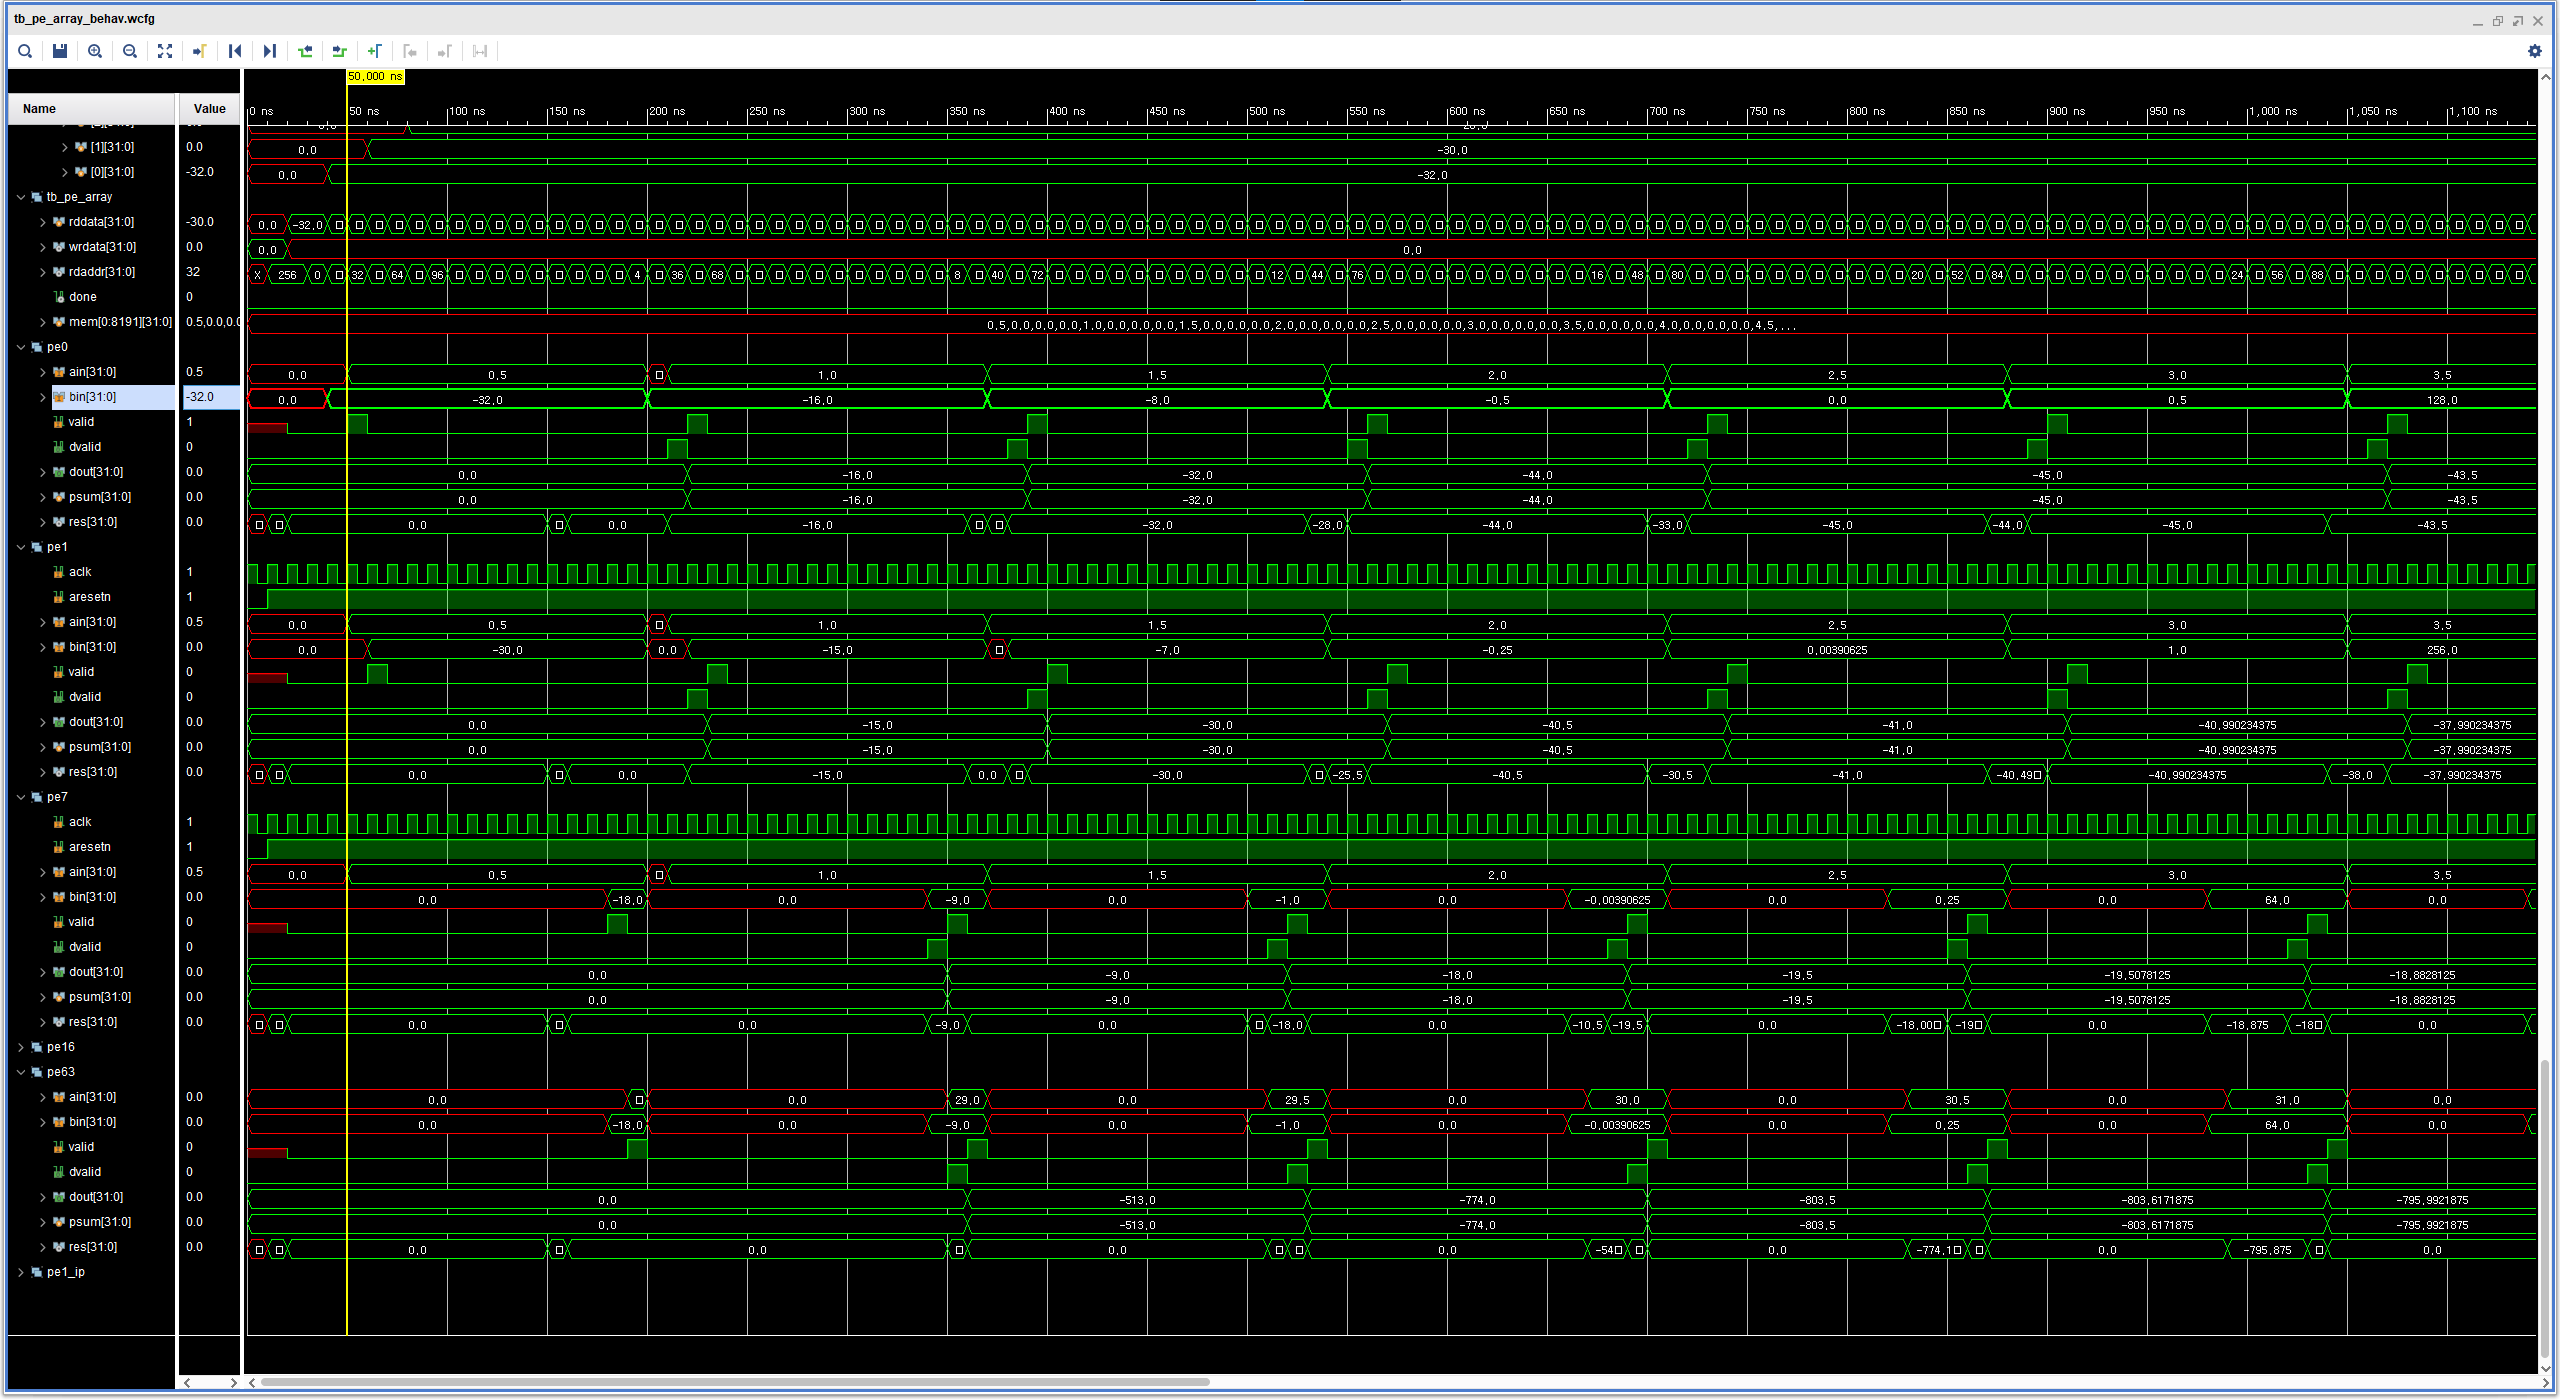 tb_pe_array_behav.wcfg
50,000 ns
Name Value 0 ns 50 ns 100 ns 150 ns 200 ns 250 ns 300 ns 350 ns 400 ns 450 ns 500 ns 550 ns 600 ns 650 ns 700 ns 750 ns 800 ns 850 ns 900 ns 950 ns 1,000 ns 1,050 ns 1,100 ns
[1][31:0] 0.0 0,0 -30,0
[0][31:0] -32.0 0,0 -32,0
tb_pe_array
rddata[31:0] -30.0 0,0 -32,0
wrdata[31:0] 0.0 0,0 0,0
rdaddr[31:0] 32 X 256 0 32 64 96 4 36 68 8 40 72 12 44 76 16 48 80 20 52 84 24 56 88
done 0
mem[0:8191][31:0] 0.5,0.0,0.0 0,5,0,0,0,0,0,0,1,0,0,0,0,0,0,0,1,5,0,0,0,0,0,0,2,0,0,0,0,0,0,0,2,5,0,0,0,0,0,0,3,0,0,0,0,0,0,0,3,5,0,0,0,0,0,0,4,0,0,0,0,0,0,0,4,5,...
pe0
ain[31:0] 0.5 0,0 0,5 1,0 1,5 2,0 2,5 3,0 3,5
bin[31:0] -32.0 0,0 -32,0 -16,0 -8,0 -0,5 0,0 0,5 128,0
valid 1
dvalid 0
dout[31:0] 0.0 0,0 -16,0 -32,0 -44,0 -45,0 -43,5
psum[31:0] 0.0 0,0 -16,0 -32,0 -44,0 -45,0 -43,5
res[31:0] 0.0 0,0 0,0 -16,0 -32,0 -28,0 -44,0 -33,0 -45,0 -44,0 -45,0 -43,5
pe1
aclk 1
aresetn 1
ain[31:0] 0.5 0,0 0,5 1,0 1,5 2,0 2,5 3,0 3,5
bin[31:0] 0.0 0,0 -30,0 0,0 -15,0 -7,0 -0,25 0,00390625 1,0 256,0
valid 0
dvalid 0
dout[31:0] 0.0 0,0 -15,0 -30,0 -40,5 -41,0 -40,990234375 -37,990234375
psum[31:0] 0.0 0,0 -15,0 -30,0 -40,5 -41,0 -40,990234375 -37,990234375
res[31:0] 0.0 0,0 0,0 -15,0 0,0 -30,0 -25,5 -40,5 -30,5 -41,0 -40,49 -40,990234375 -38,0 -37,990234375
pe7
aclk 1
aresetn 1
ain[31:0] 0.5 0,0 0,5 1,0 1,5 2,0 2,5 3,0 3,5
bin[31:0] 0.0 0,0 -18,0 0,0 -9,0 0,0 -1,0 0,0 -0,00390625 0,0 0,25 0,0 64,0 0,0
valid 0
dvalid 0
dout[31:0] 0.0 0,0 -9,0 -18,0 -19,5 -19,5078125 -18,8828125
psum[31:0] 0.0 0,0 -9,0 -18,0 -19,5 -19,5078125 -18,8828125
res[31:0] 0.0 0,0 0,0 -9,0 0,0 -18,0 0,0 -10,5 -19,5 0,0 -18,00 -19 0,0 -18,875 -18 0,0
pe16
pe63
ain[31:0] 0.0 0,0 0,0 29,0 0,0 29,5 0,0 30,0 0,0 30,5 0,0 31,0 0,0
bin[31:0] 0.0 0,0 -18,0 0,0 -9,0 0,0 -1,0 0,0 -0,00390625 0,0 0,25 0,0 64,0 0,0
valid 0
dvalid 0
dout[31:0] 0.0 0,0 -513,0 -774,0 -803,5 -803,6171875 -795,9921875
psum[31:0] 0.0 0,0 -513,0 -774,0 -803,5 -803,6171875 -795,9921875
res[31:0] 0.0 0,0 0,0 0,0 0,0 -54 0,0 -774,1 0,0 -795,875 0,0
pe1_ip